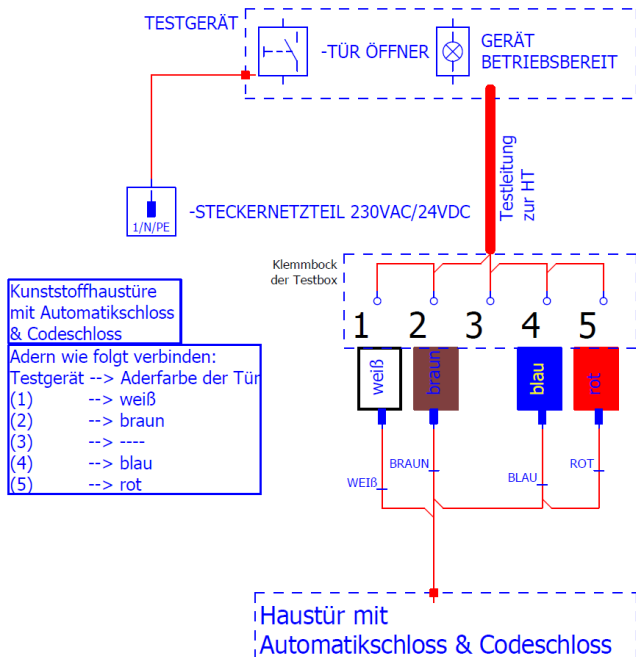 TESTGERÄT
-TÜR ÖFFNER
GERÄT
BETRIEBSBEREIT
Testleitung
zur HT
1/N/PE
-STECKERNETZTEIL 230VAC/24VDC
Klemmbock
der Testbox
1 2 3 4 5
weiß braun blau rot
Kunststoffhaustüre
mit Automatikschloss
& Codeschloss
Adern wie folgt verbinden:
Testgerät --> Aderfarbe der Tür
(1) --> weiß
(2) --> braun
(3) --> ----
(4) --> blau
(5) --> rot
WEIß
BRAUN
BLAU
ROT
Haustür mit
Automatikschloss & Codeschloss